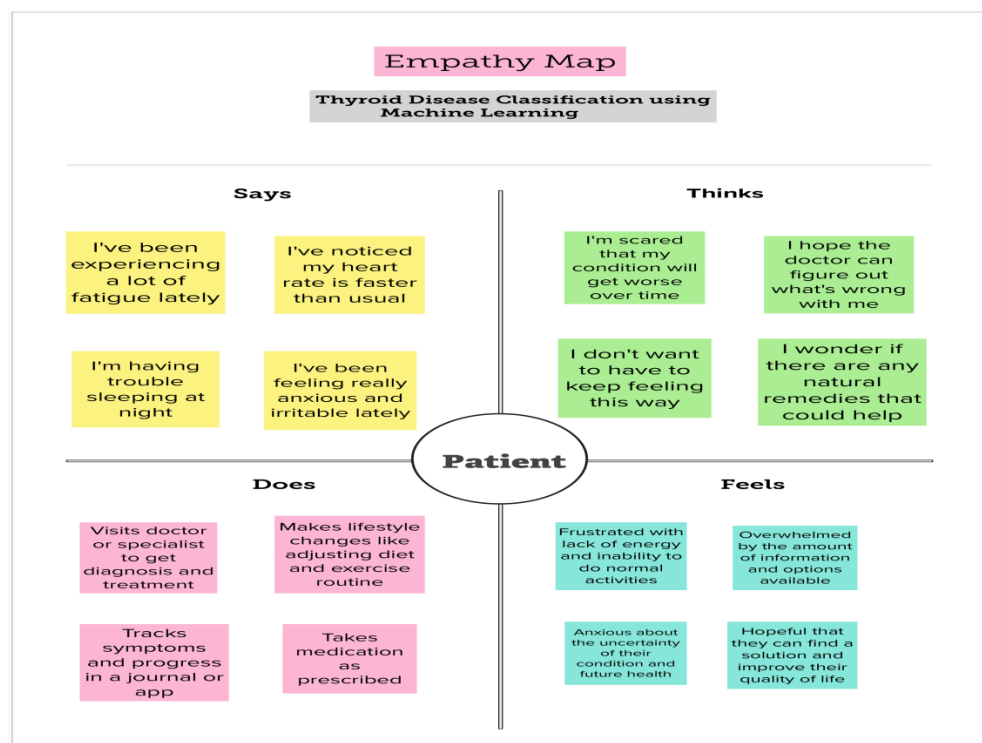 Empathy Map
Thyroid Disease Classification using
Machine Learning
Says
I've been
experiencing
a lot of
fatigue lately
I've noticed
my heart
rate is faster
than usual
I'm having
trouble
sleeping at
night
I've been
feeling really
anxious and
irritable lately
Thinks
I'm scared
that my
condition will
get worse
over time
I hope the
doctor can
figure out
what's wrong
with me
I don't want
to have to
keep feeling
this way
I wonder if
there are any
natural
remedies that
could help
Patient
Does
Visits doctor
or specialist
to get
diagnosis and
treatment
Makes lifestyle
changes like
adjusting diet
and exercise
routine
Tracks
symptoms
and progress
in a journal or
app
Takes
medication
as
prescribed
Feels
Frustrated with
lack of energy
and inability to
do normal
activities
Overwhelmed
by the amount
of information
and options
available
Anxious about
the uncertainty
of their
condition and
future health
Hopeful that
they can find a
solution and
improve their
quality of life